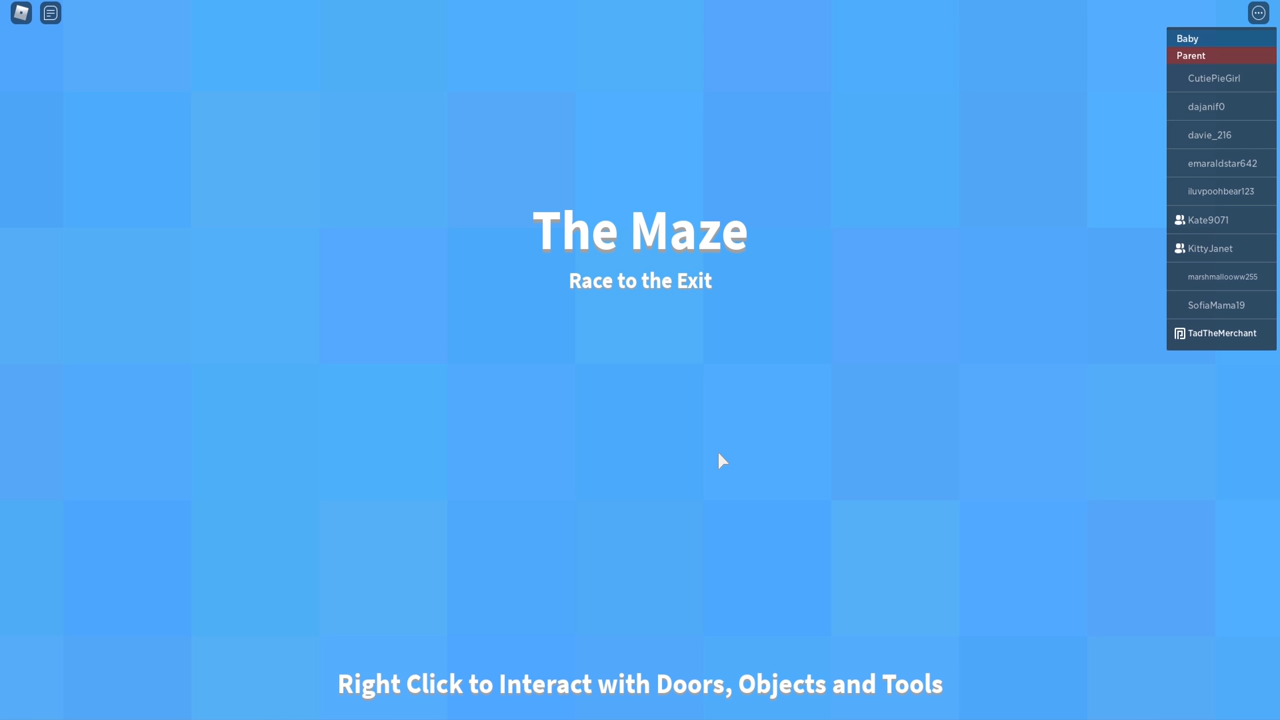 Baby
Parent
CutiePieGirl
dajanif0
davie_216
emaraldstar642
iluvpoohbear123
Kate9071
KittyJanet
marshmallooww255
SofiaMama19
TadTheMerchant
The Maze
Race to the Exit
Right Click to Interact with Doors, Objects and Tools